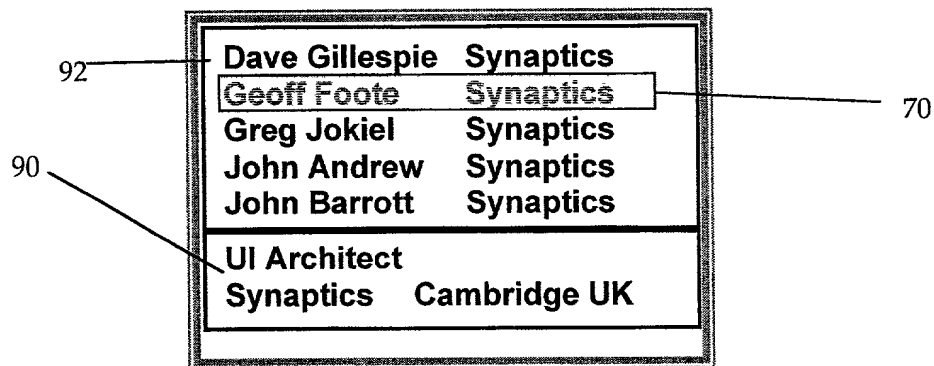 92
Dave Gillespie Synaptics
Geoff Foote Synaptics
70
Greg Jokiel Synaptics
90
John Andrew Synaptics
John Barrott Synaptics
UI Architect
Synaptics Cambridge UK